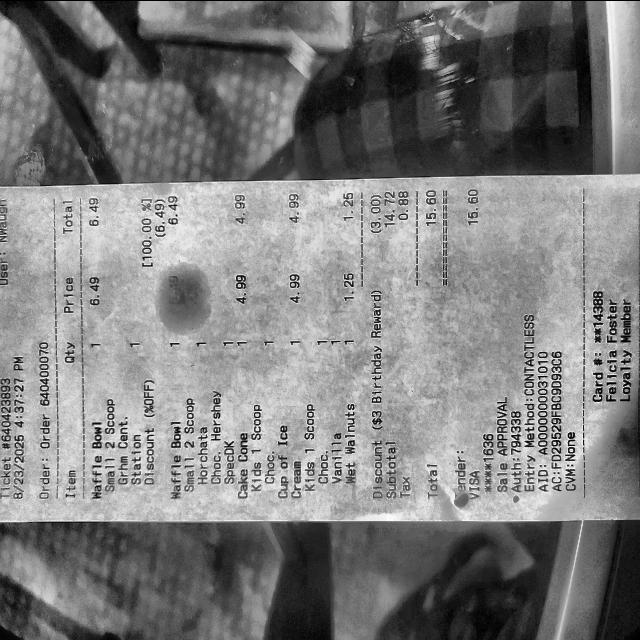 User:
Ticket #640423893
8/23/2025 4:37:27 PM
Order: Order 640400070
Item Qty Price Total
Waffle Bowl 1 6.49 6.49
Small 2 Scoop
Grhm Cent. 1
Station
Discount (%OFF) [100.00 %]
(6.49)
Waffle Bowl 1 6.49
Small 2 Scoop
Horchata 1
Choc. Hershey
SpecDK 1
Cake Cone 1 4.99 4.99
Kids 1 Scoop
Choc. 1
Cup of Ice 1
Cream 1 4.99 4.99
Kids 1 Scoop
Choc. 1
Vanilla 1
Wet Walnuts 1 1.25 1.25
Discount ($3 Birthday Reward) (3.00)
Subtotal 14.72
Tax 0.88
Total 15.60
Tender:
VISA 15.60
****1636
Sale APPROVAL
Auth:794338
Entry Method:CONTACTLESS
AID: A0000000031010
AC:FD29529FBC9D93C6
CVM:None
Card #: **14388
Felicia Foster
Loyalty Member